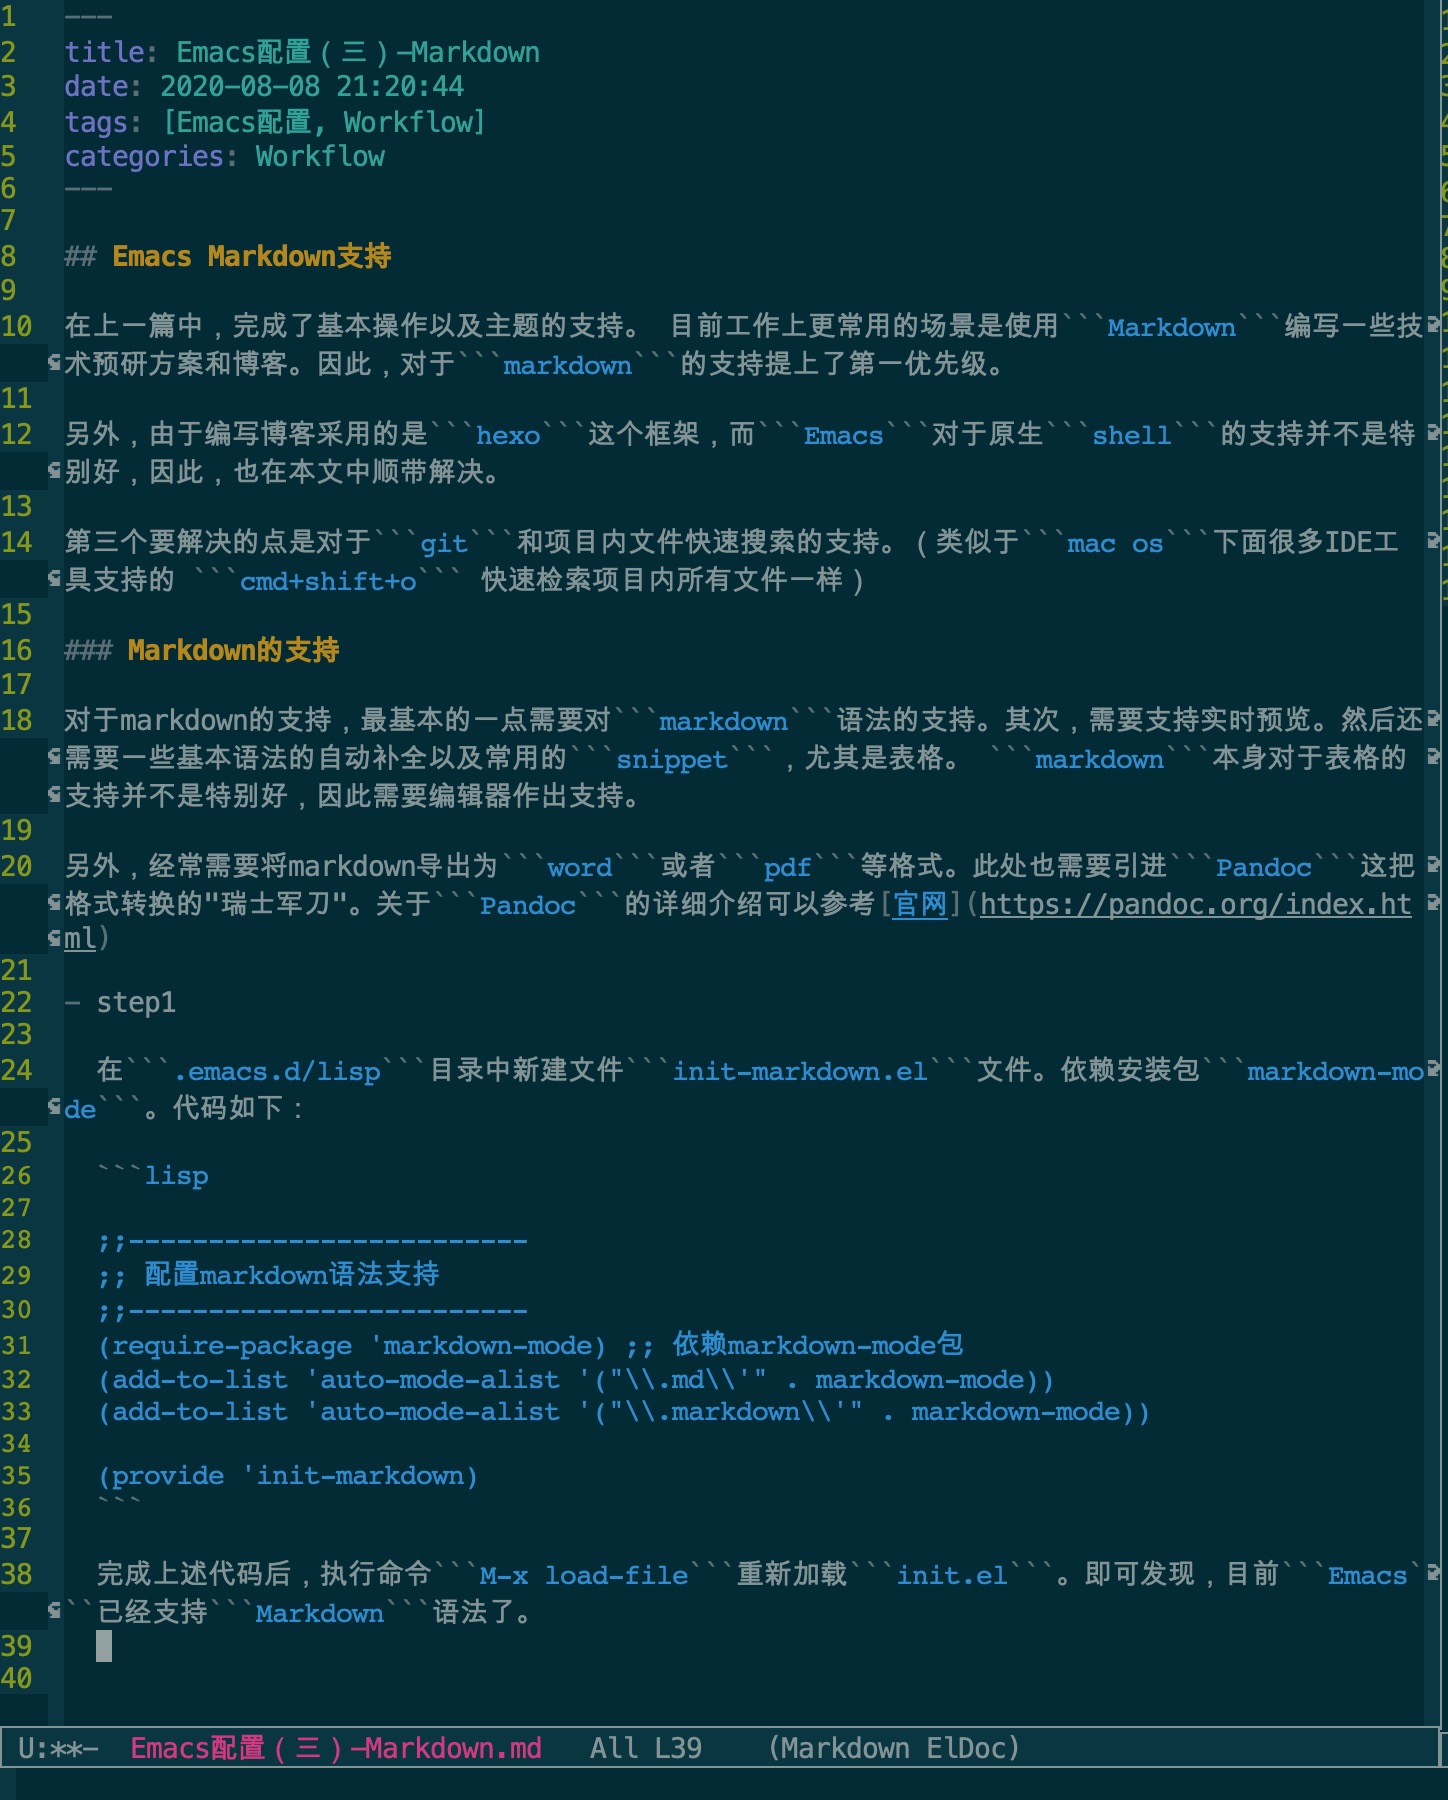 1 ---
2 title: Emacs配置（三）-Markdown
3 date: 2020-08-08 21:20:44
4 tags: [Emacs配置, Workflow]
5 categories: Workflow
6 ---
7
8 ## Emacs Markdown支持
9
10 在上一篇中，完成了基本操作以及主题的支持。 目前工作上更常用的场景是使用```Markdown```编写一些技
术预研方案和博客。因此，对于```markdown```的支持提上了第一优先级。
11
12 另外，由于编写博客采用的是```hexo```这个框架，而```Emacs```对于原生```shell```的支持并不是特
别好，因此，也在本文中顺带解决。
13
14 第三个要解决的点是对于```git```和项目内文件快速搜索的支持。（类似于```mac os```下面很多IDE工
具支持的 ```cmd+shift+o``` 快速检索项目内所有文件一样）
15
16 ### Markdown的支持
17
18 对于markdown的支持，最基本的一点需要对```markdown```语法的支持。其次，需要支持实时预览。然后还
需要一些基本语法的自动补全以及常用的```snippet```，尤其是表格。 ```markdown```本身对于表格的
支持并不是特别好，因此需要编辑器作出支持。
19
20 另外，经常需要将markdown导出为```word```或者```pdf```等格式。此处也需要引进```Pandoc```这把
格式转换的"瑞士军刀"。关于```Pandoc```的详细介绍可以参考[官网](https://pandoc.org/index.ht
ml)
21
22 - step1
23
24 在```.emacs.d/lisp```目录中新建文件```init-markdown.el```文件。依赖安装包```markdown-mo
de```。代码如下：
25
26 ```lisp
27
28 ;;-------------------------
29 ;; 配置markdown语法支持
30 ;;-------------------------
31 (require-package 'markdown-mode) ;; 依赖markdown-mode包
32 (add-to-list 'auto-mode-alist '("\\.md\\'" . markdown-mode))
33 (add-to-list 'auto-mode-alist '("\\.markdown\\'" . markdown-mode))
34
35 (provide 'init-markdown)
36 ```
37
38 完成上述代码后，执行命令```M-x load-file```重新加载```init.el```。即可发现，目前```Emacs`
``已经支持```Markdown```语法了。
39
40
U:**- Emacs配置（三）-Markdown.md All L39 (Markdown ElDoc)